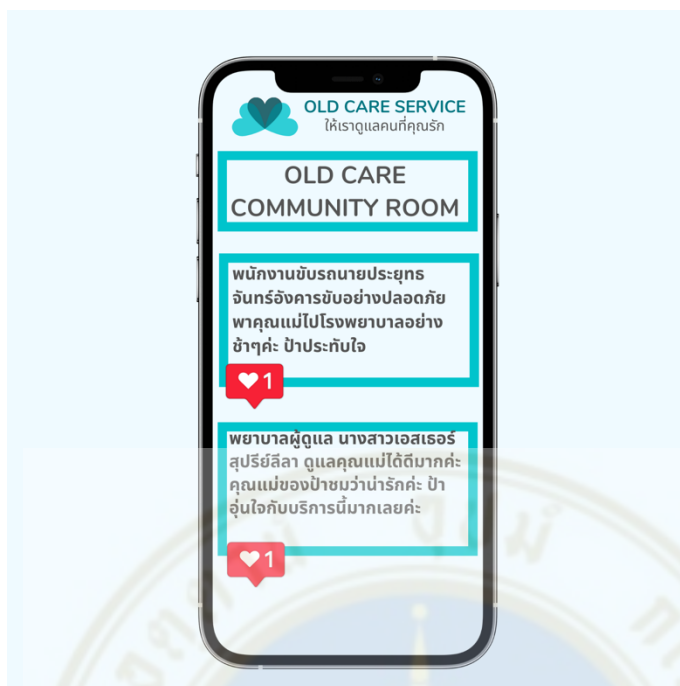 OLD CARE SERVICE
ให้เราดูแลคนที่คุณรัก
OLD CARE
COMMUNITY ROOM
พนักงานขับรถนายประยุทธ
จันทร์อังคารขับอย่างปลอดภัย
พาคุณแม่ไปโรงพยาบาลอย่าง
ช้าๆค่ะ ป้าประทับใจ
1
พยาบาลผู้ดูแล นางสาวเอสเธอร์
สุปรีย์ลีลา ดูแลคุณแม่ได้ดีมากค่ะ
คุณแม่ของป้าชมว่าน่ารักค่ะ ป้า
อุ่นใจกับบริการนี้มากเลยค่ะ
1